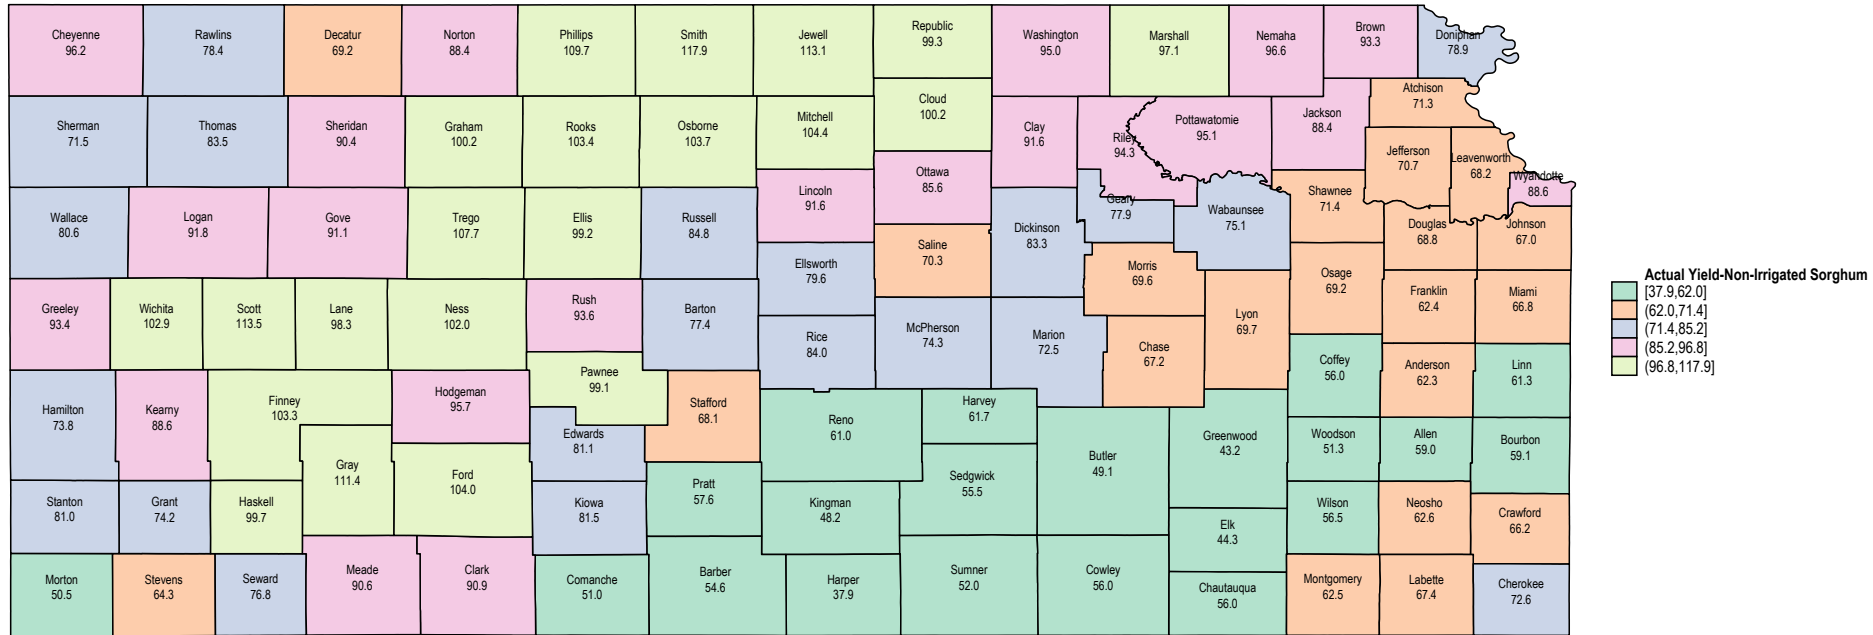 Cheyenne
96.2
Rawlins
78.4
Decatur
69.2
Norton
88.4
Phillips
109.7
Smith
117.9
Jewell
113.1
Republic
99.3
Washington
95.0
Marshall
97.1
Nemaha
96.6
Brown
93.3
Doniphan
78.9
Sherman
71.5
Thomas
83.5
Sheridan
90.4
Graham
100.2
Rooks
103.4
Osborne
103.7
Mitchell
104.4
Cloud
100.2
Clay
91.6
Riley
94.3
Pottawatomie
95.1
Jackson
88.4
Atchison
71.3
Jefferson
70.7
Leavenworth
68.2
Wyandotte
88.6
Wallace
80.6
Logan
91.8
Gove
91.1
Trego
107.7
Ellis
99.2
Russell
84.8
Lincoln
91.6
Ottawa
85.6
Saline
70.3
Dickinson
83.3
Geary
77.9
Wabaunsee
75.1
Shawnee
71.4
Douglas
68.8
Johnson
67.0
Ellsworth
79.6
Morris
69.6
Osage
69.2
Franklin
62.4
Miami
66.8
Greeley
93.4
Wichita
102.9
Scott
113.5
Lane
98.3
Ness
102.0
Rush
93.6
Barton
77.4
Rice
84.0
McPherson
74.3
Marion
72.5
Chase
67.2
Lyon
69.7
Coffey
56.0
Anderson
62.3
Linn
61.3
Hamilton
73.8
Kearny
88.6
Finney
103.3
Hodgeman
95.7
Pawnee
99.1
Stafford
68.1
Edwards
81.1
Reno
61.0
Harvey
61.7
Butler
49.1
Greenwood
43.2
Woodson
51.3
Allen
59.0
Bourbon
59.1
Gray
111.4
Ford
104.0
Pratt
57.6
Sedgwick
55.5
Stanton
81.0
Grant
74.2
Haskell
99.7
Kiowa
81.5
Kingman
48.2
Elk
44.3
Wilson
56.5
Neosho
62.6
Crawford
66.2
Morton
50.5
Stevens
64.3
Seward
76.8
Meade
90.6
Clark
90.9
Comanche
51.0
Barber
54.6
Harper
37.9
Sumner
52.0
Cowley
56.0
Chautauqua
56.0
Montgomery
62.5
Labette
67.4
Cherokee
72.6
Actual Yield-Non-Irrigated Sorghum
[37.9,62.0]
(62.0,71.4]
(71.4,85.2]
(85.2,96.8]
(96.8,117.9]